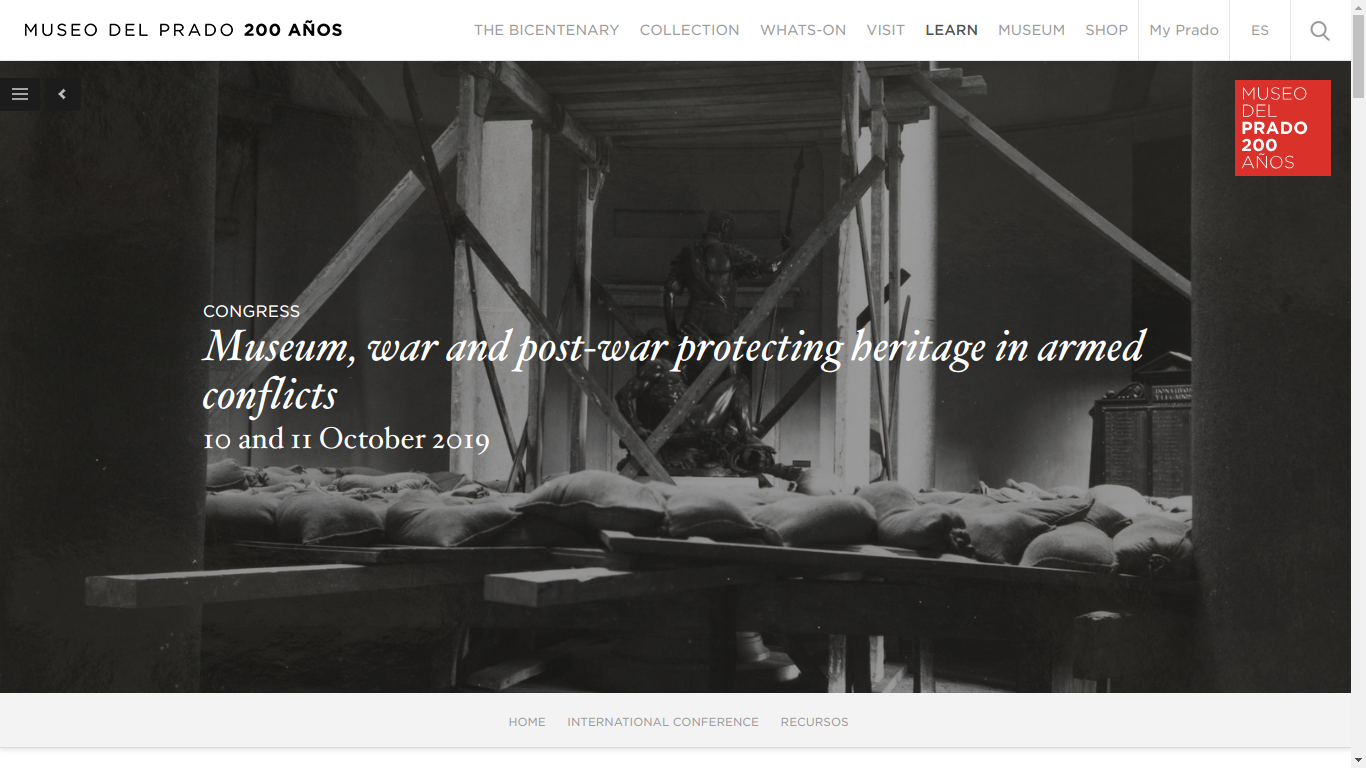 MUSEO DEL PRADO 200 AÑOS
THE BICENTENARY COLLECTION WHATS-ON VISIT LEARN MUSEUM SHOP My Prado ES
MUSEO
DEL
PRADO
200
AÑOS
CONGRESS
Museum, war and post-war protecting heritage in armed
conflicts
10 and 11 October 2019
HOME INTERNATIONAL CONFERENCE RECURSOS